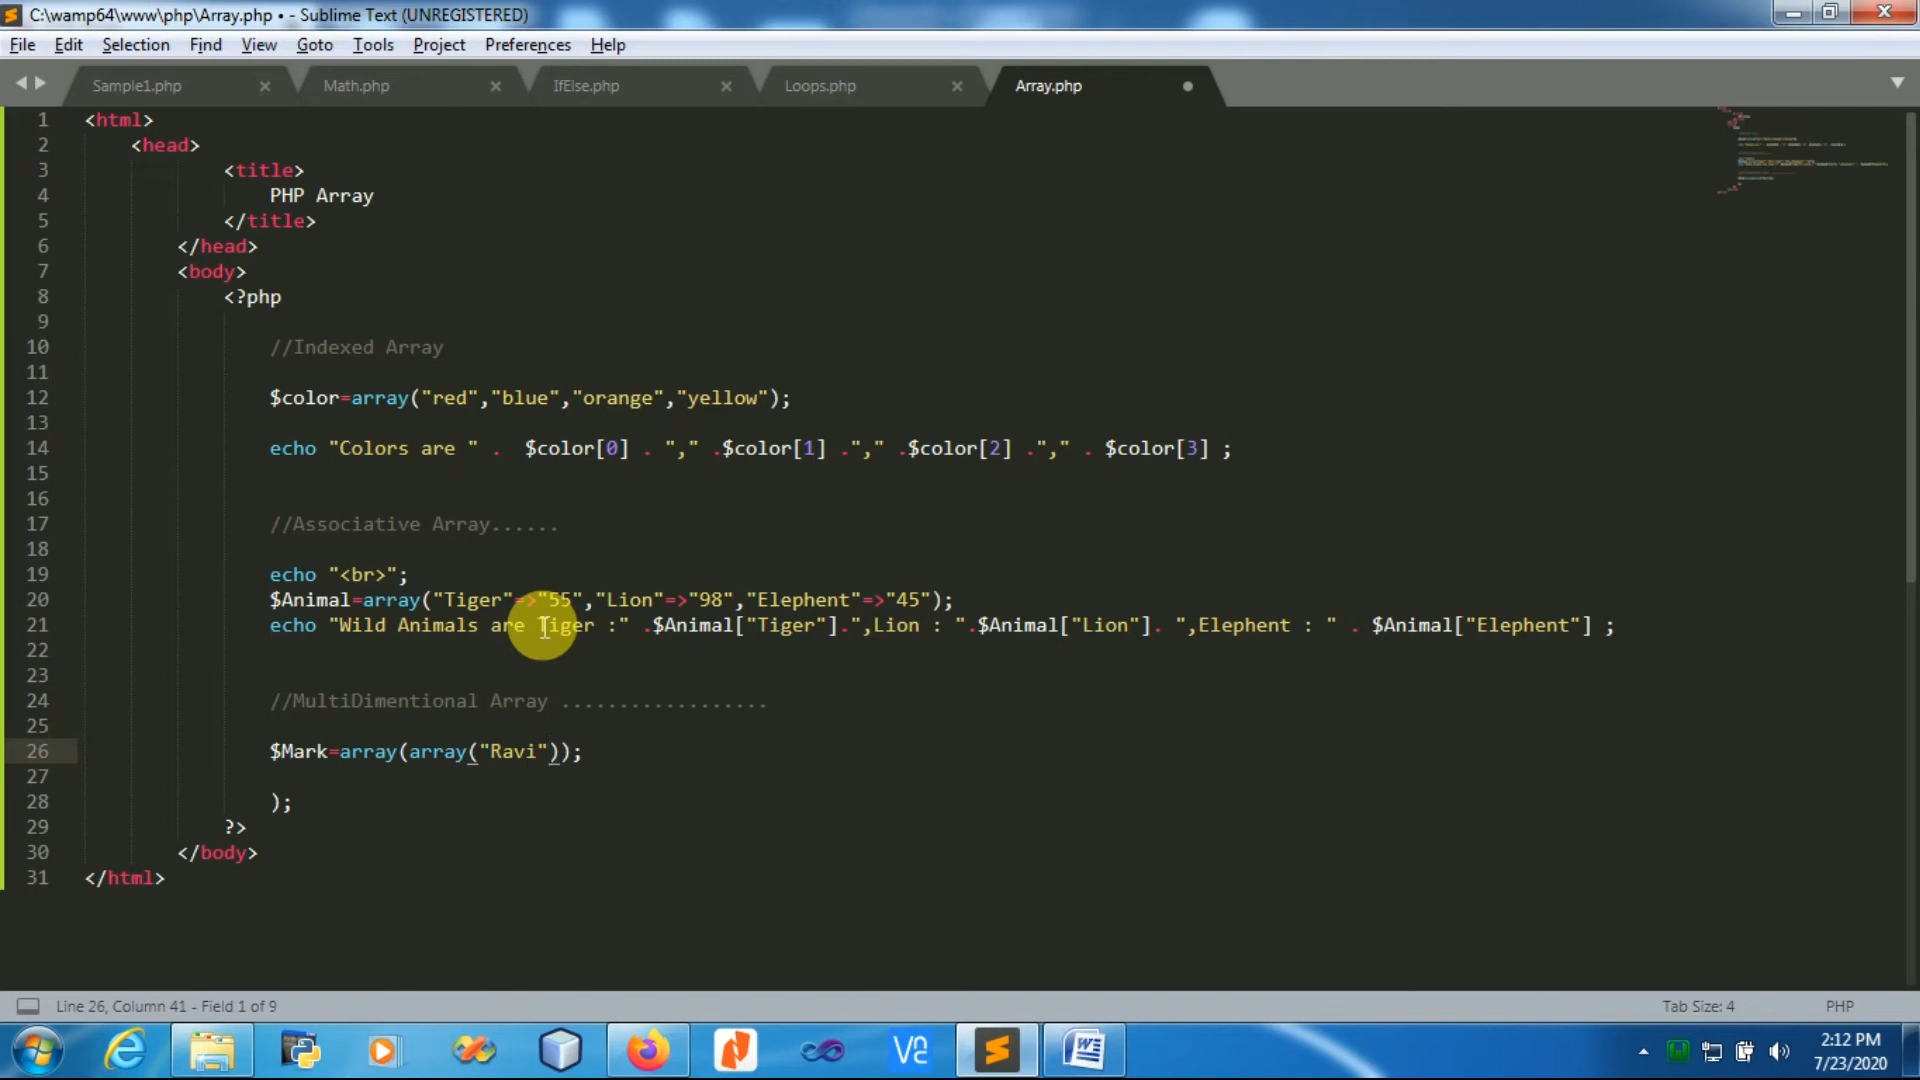 C:\wamp64\www\php\Array.php • - Sublime Text (UNREGISTERED)
File Edit Selection Find View Goto Tools Project Preferences Help
Sample1.php Math.php IfElse.php Loops.php Array.php
1 <html>
2 <head>
3 <title>
4 PHP Array
5 </title>
6 </head>
7 <body>
8 <?php
9
10 //Indexed Array
11
12 $color=array("red","blue","orange","yellow");
13
14 echo "Colors are " .  $color[0] . "," .$color[1] ."," .$color[2] ."," . $color[3] ;
15
16
17 //Associative Array......
18
19 echo "<br>";
20 $Animal=array("Tiger"=>"55","Lion"=>"98","Elephent"=>"45");
21 echo "Wild Animals are Tiger :" .$Animal["Tiger"].",Lion : ".$Animal["Lion"]. ",Elephent : " . $Animal["Elephent"] ;
22
23
24 //MultiDimentional Array ..................
25
26 $Mark=array(array("Ravi"));
27
28 );
29 ?>
30 </body>
31 </html>
Line 26, Column 41 - Field 1 of 9 Tab Size: 4 PHP
2:12 PM
7/23/2020